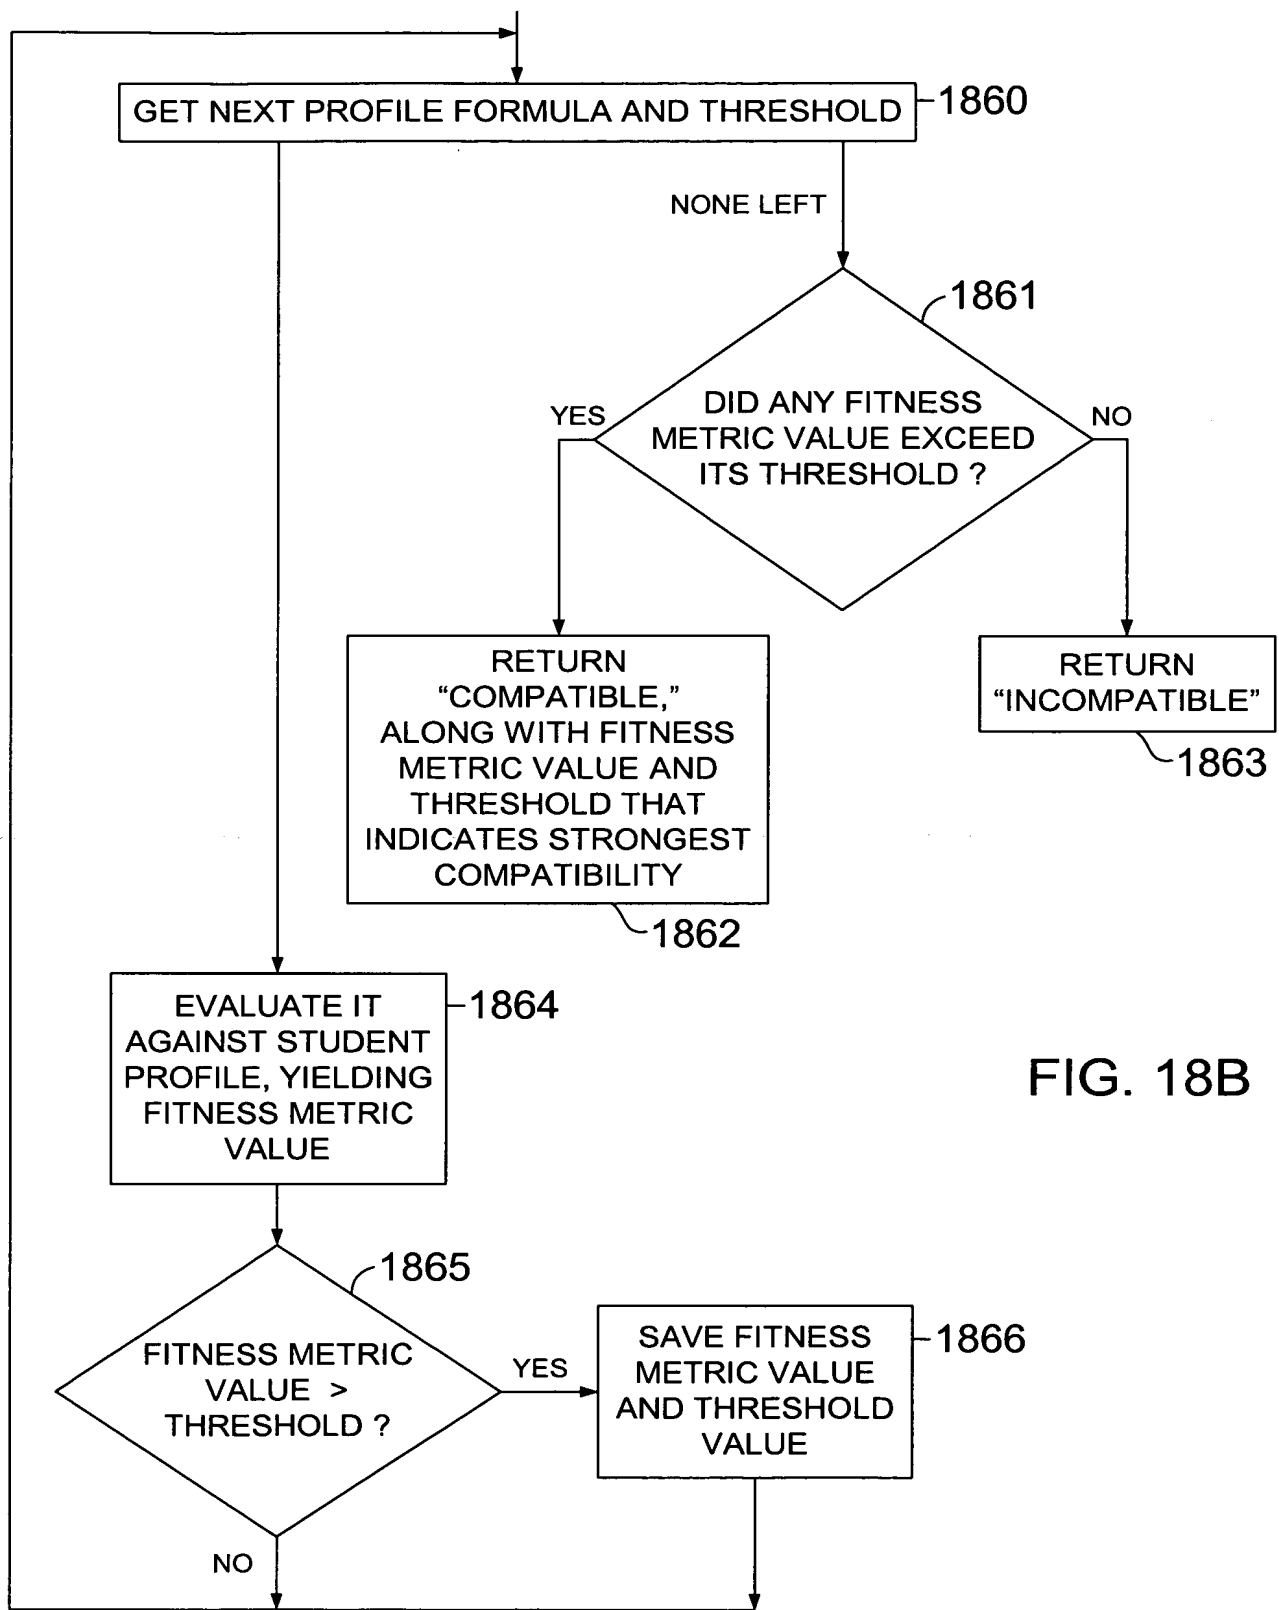 GET NEXT PROFILE FORMULA AND THRESHOLD
1860
NONE LEFT
1861
DID ANY FITNESS
METRIC VALUE EXCEED
ITS THRESHOLD ?
YES
NO
RETURN
“COMPATIBLE,”
ALONG WITH FITNESS
METRIC VALUE AND
THRESHOLD THAT
INDICATES STRONGEST
COMPATIBILITY
1862
RETURN
“INCOMPATIBLE”
1863
EVALUATE IT
AGAINST STUDENT
PROFILE, YIELDING
FITNESS METRIC
VALUE
1864
FIG. 18B
1865
FITNESS METRIC
VALUE >
THRESHOLD ?
YES
NO
SAVE FITNESS
METRIC VALUE
AND THRESHOLD
VALUE
1866